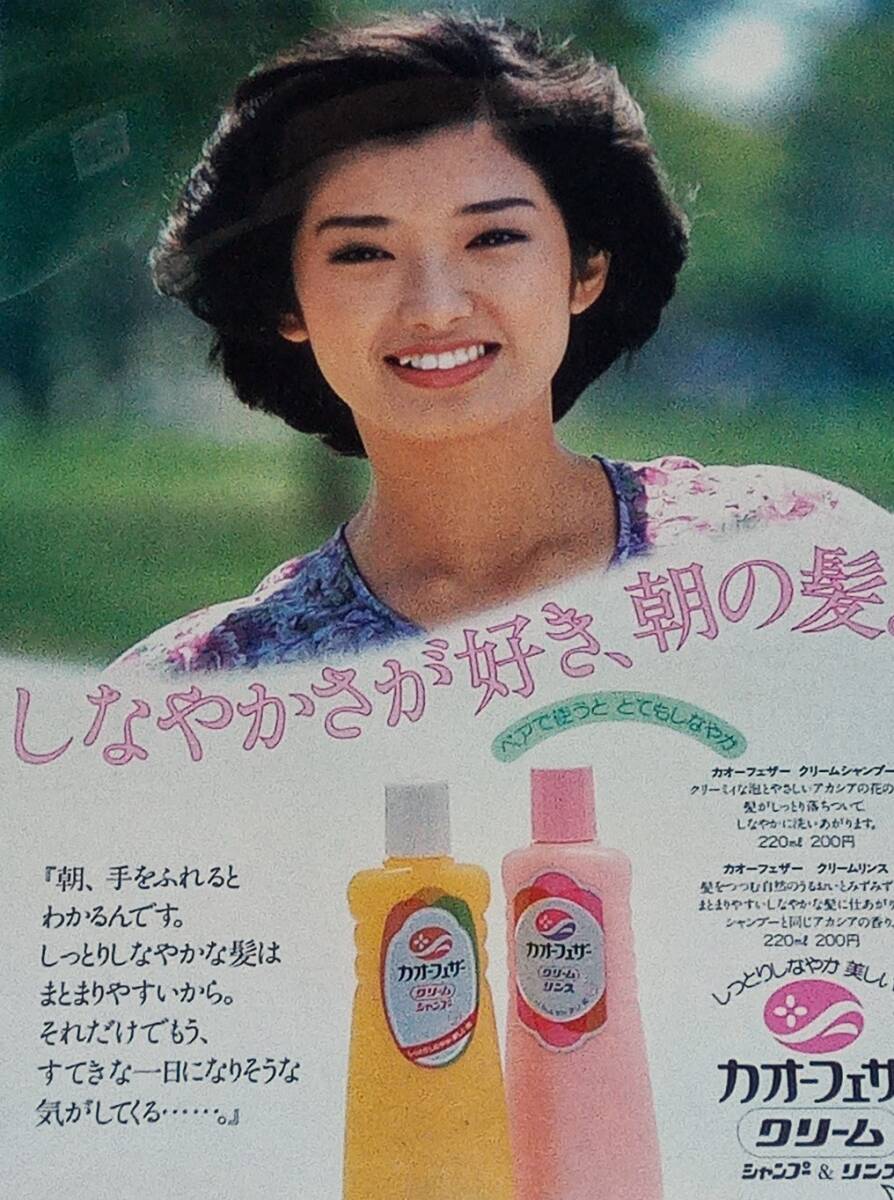 しなやかさが好き、朝の髪。
ペアで使うと とてもしなやか
カオーフェザー クリームシャンプー
クリーミィな泡とやさしいアカシアの花の
髪がしっとり落ちついて、
しなやかに洗いあがります。
220ml 200円
カオーフェザー クリームリンス
髪をつつむ自然のうるおいとみずみず
まとまりやすいしなやかな髪に仕あがり
シャンプーと同じアカシアの香り。
220ml 200円
『朝、手をふれると
わかるんです。
しっとりしなやかな髪は
まとまりやすいから。
それだけでもう、
すてきな一日になりそうな
気がしてくる……。』
カオーフェザー
クリーム
シャンプー
カオーフェザー
クリーム
リンス
しっとりしなやか 美しい
カオーフェザ
クリーム
シャンプー & リンス